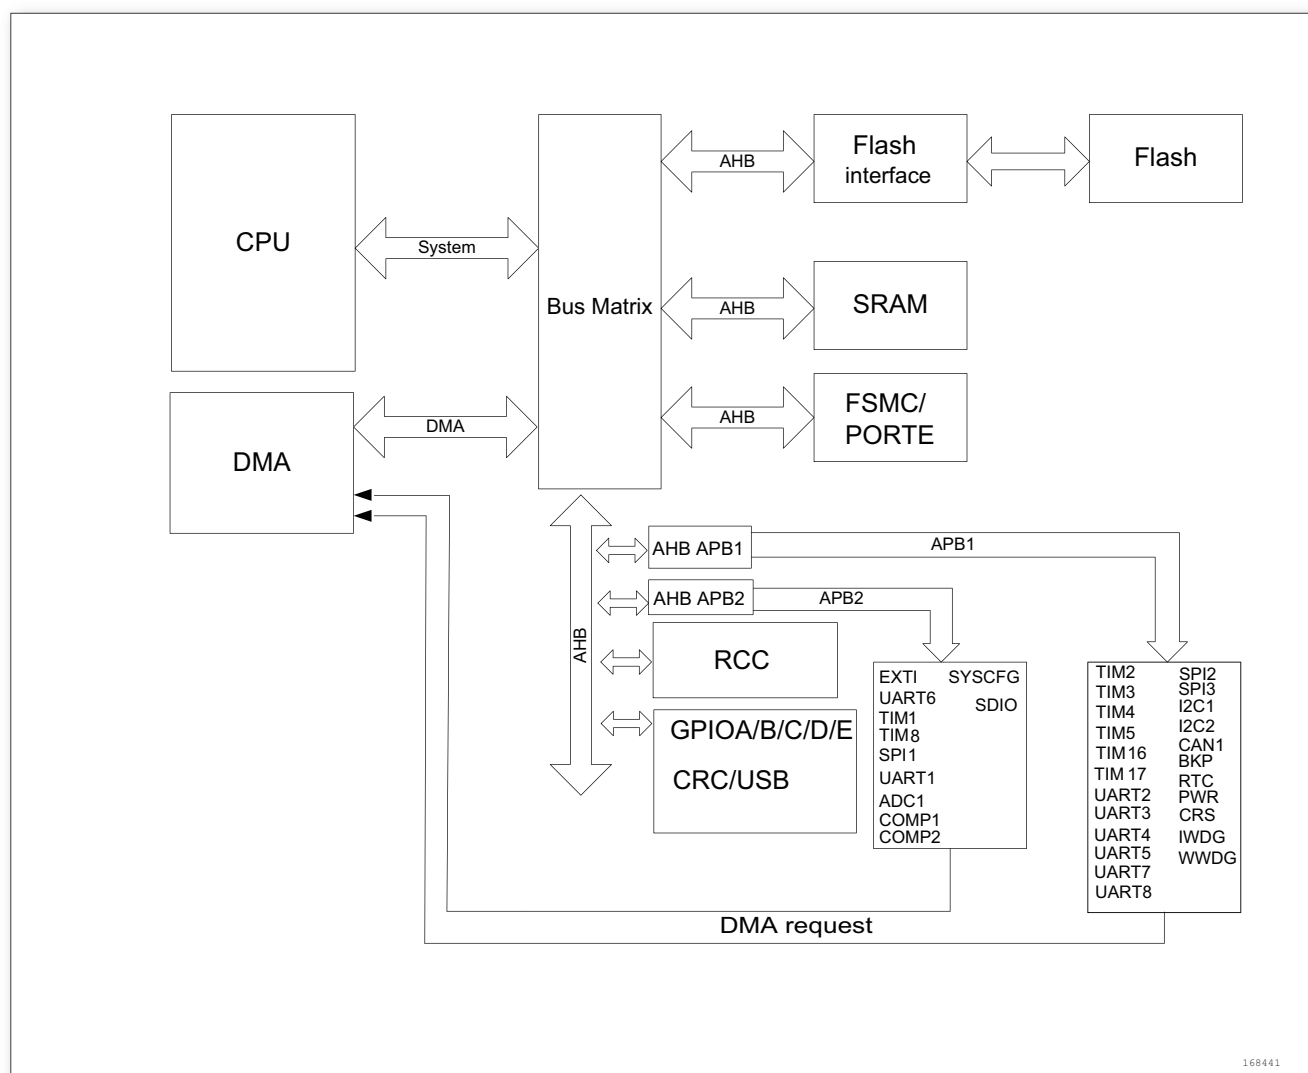 CPU
System
Bus Matrix
AHB
Flash
interface
Flash
AHB
SRAM
AHB
FSMC/
PORTE
DMA
DMA
AHB
AHB APB1
APB1
AHB APB2
APB2
RCC
GPIOA/B/C/D/E
CRC/USB
EXTI SYSCFG
UART6
SDIO
TIM1
TIM8
SPI1
UART1
ADC1
COMP1
COMP2
TIM2
TIM3
TIM4
TIM5
TIM16
TIM17
UART2
UART3
UART4
UART5
UART7
UART8
SPI2
SPI3
I2C1
I2C2
CAN1
BKP
RTC
PWR
CRS
IWDG
WWDG
DMA request
168441